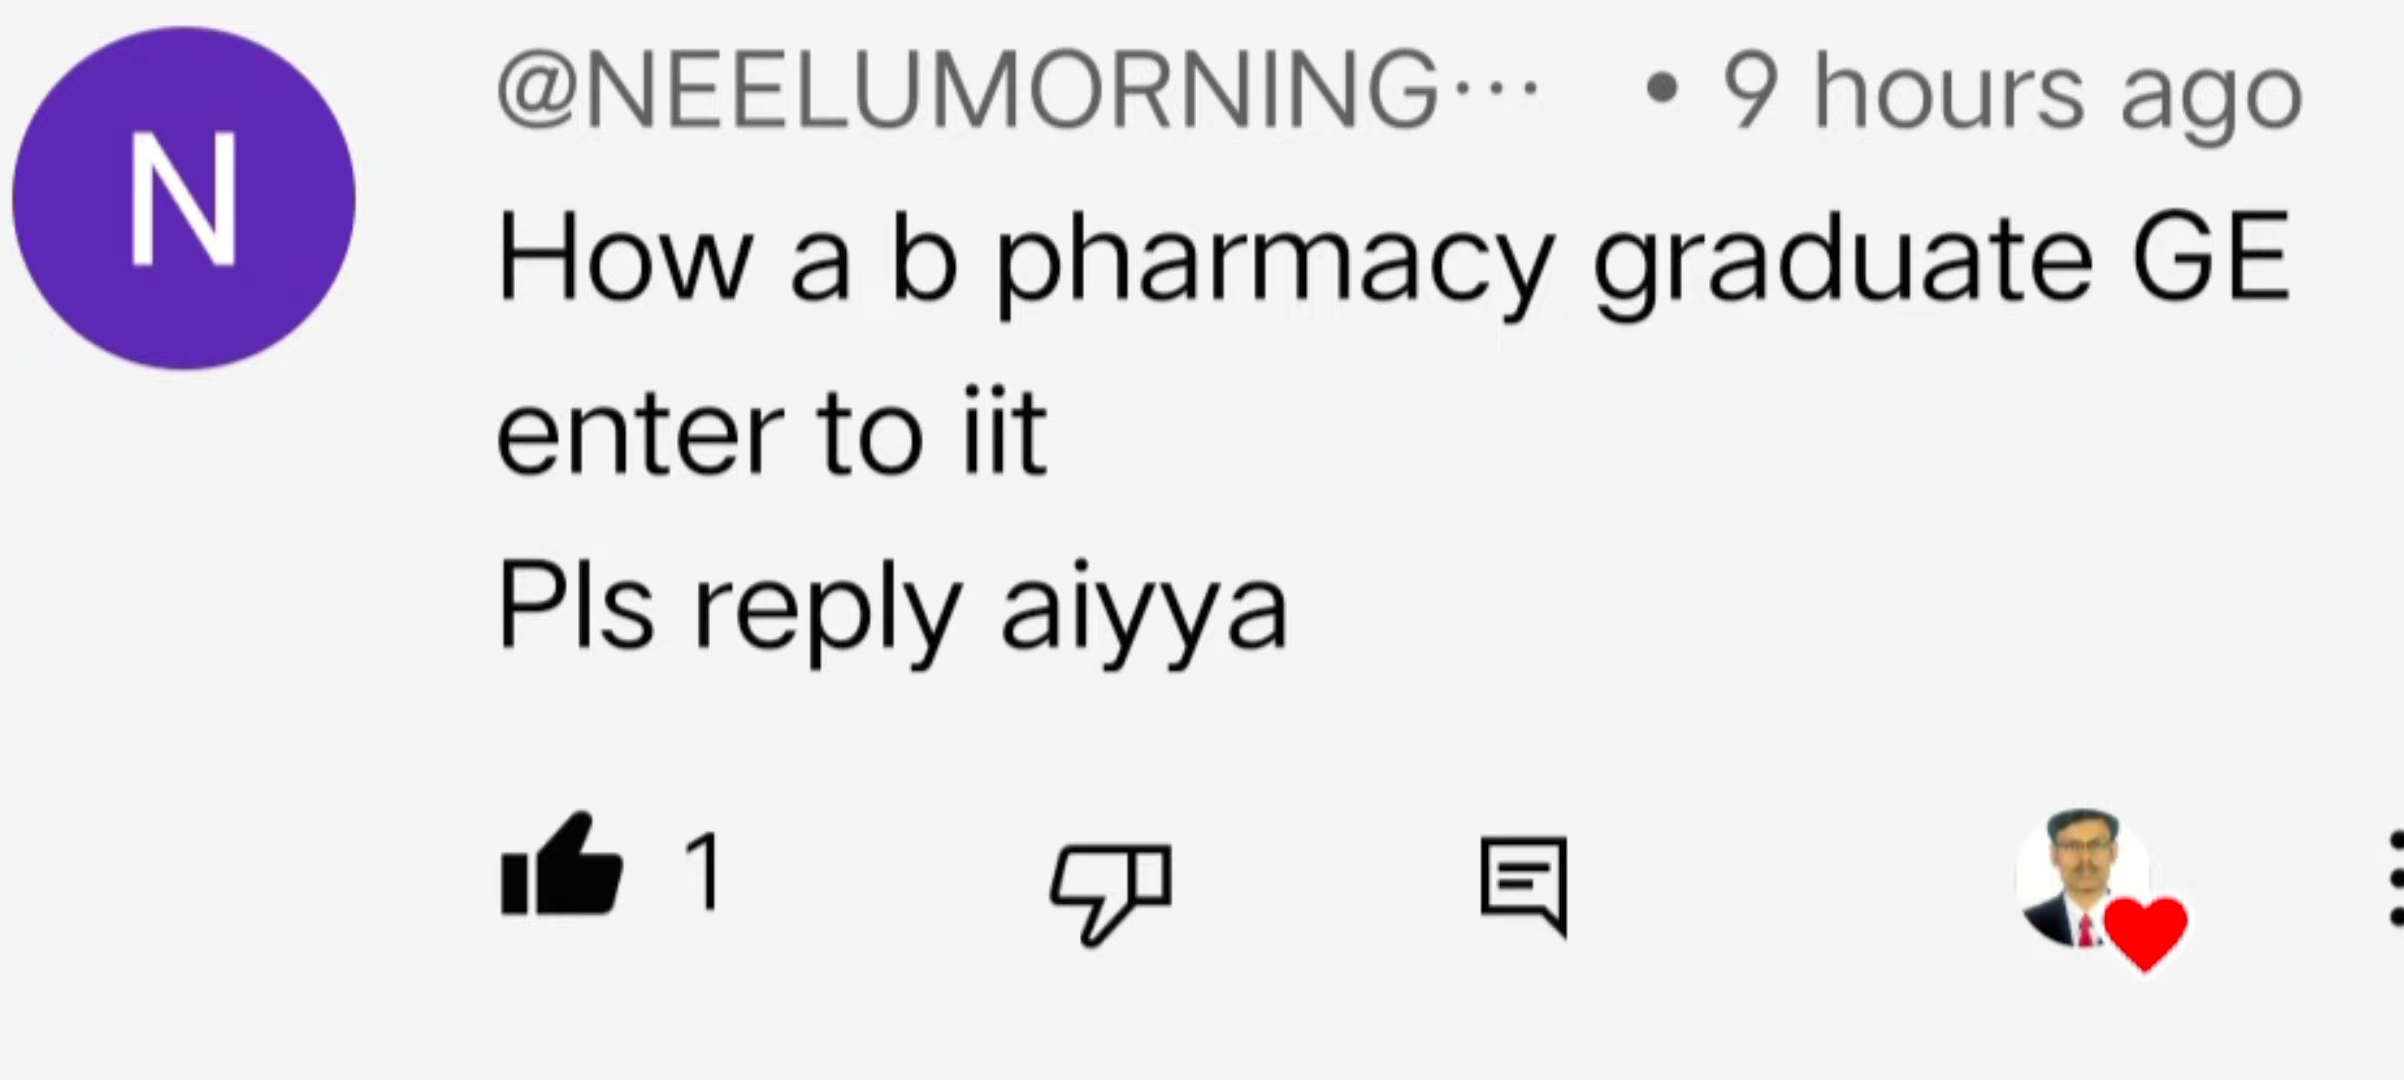 N
@NEELUMORNING... • 9 hours ago
How a b pharmacy graduate GE
enter to iit
Pls reply aiyya
1